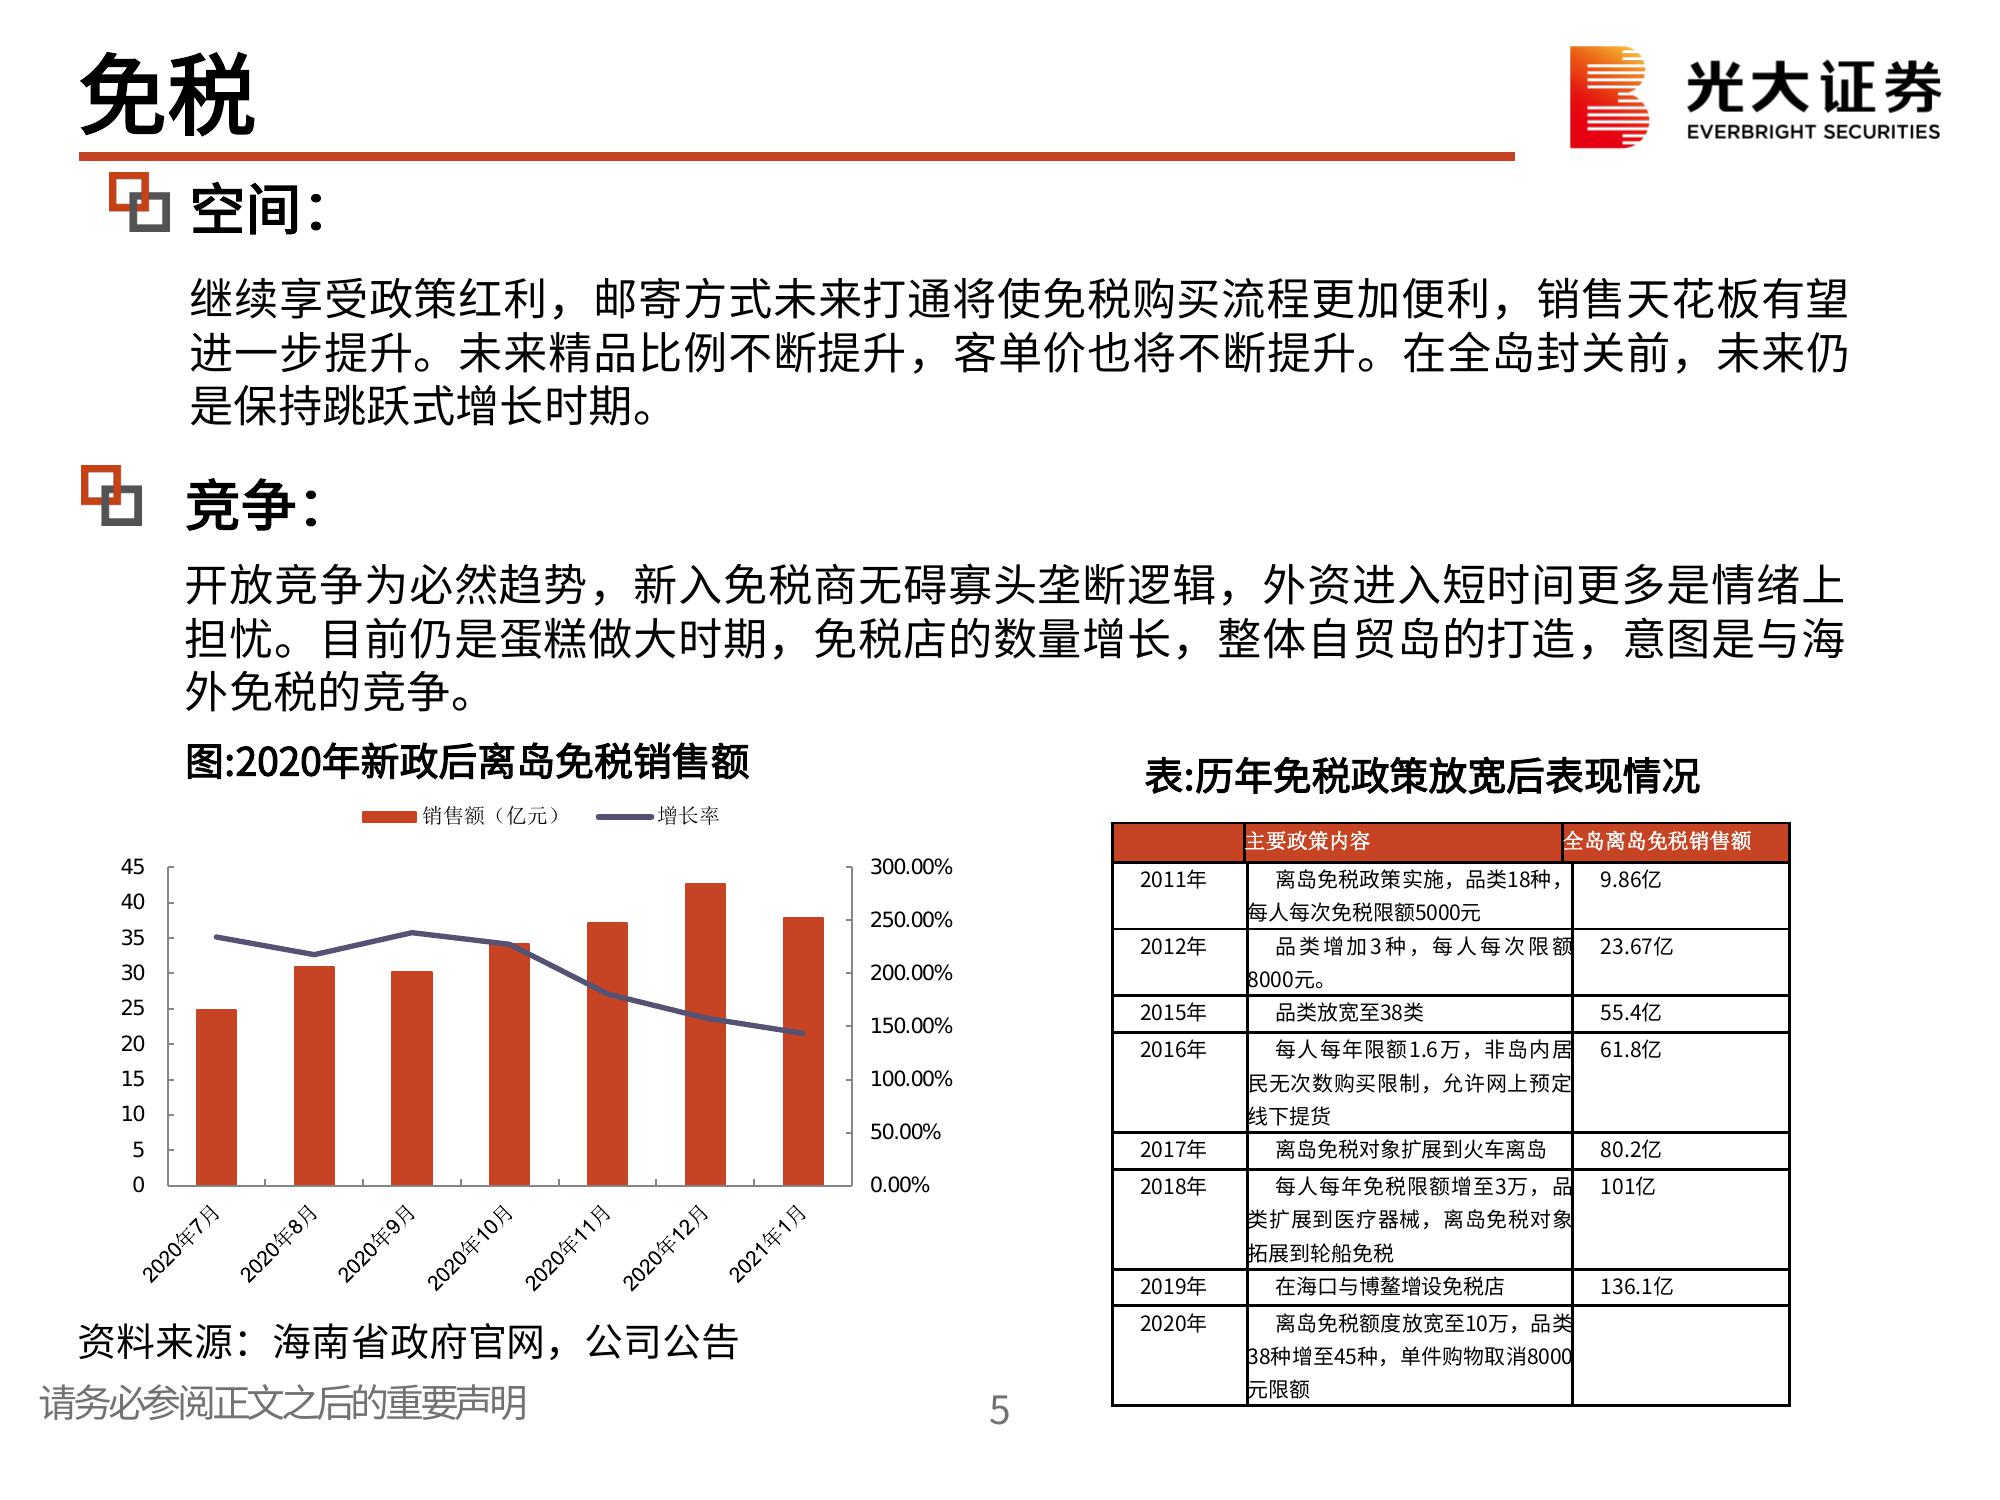 免税
光大证券
EVERBRIGHT SECURITIES
空间：
继续享受政策红利，邮寄方式未来打通将使免税购买流程更加便利，销售天花板有望
进一步提升。未来精品比例不断提升，客单价也将不断提升。在全岛封关前，未来仍
是保持跳跃式增长时期。
竞争：
开放竞争为必然趋势，新入免税商无碍寡头垄断逻辑，外资进入短时间更多是情绪上
担忧。目前仍是蛋糕做大时期，免税店的数量增长，整体自贸岛的打造，意图是与海
外免税的竞争。
图:2020年新政后离岛免税销售额
销售额（亿元） 增长率
45
40
35
30
25
20
15
10
5
0
300.00%
250.00%
200.00%
150.00%
100.00%
50.00%
0.00%
2020年7月
2020年8月
2020年9月
2020年10月
2020年11月
2020年12月
2021年1月
资料来源：海南省政府官网，公司公告
表:历年免税政策放宽后表现情况
主要政策内容 全岛离岛免税销售额
2011年 离岛免税政策实施，品类18种， 9.86亿
每人每次免税限额5000元
2012年 品类增加3种，每人每次限额 23.67亿
8000元。
2015年 品类放宽至38类 55.4亿
2016年 每人每年限额1.6万，非岛内居 61.8亿
民无次数购买限制，允许网上预定
线下提货
2017年 离岛免税对象扩展到火车离岛 80.2亿
2018年 每人每年免税限额增至3万，品 101亿
类扩展到医疗器械，离岛免税对象
拓展到轮船免税
2019年 在海口与博鳌增设免税店 136.1亿
2020年 离岛免税额度放宽至10万，品类
38种增至45种，单件购物取消8000
元限额
请务必参阅正文之后的重要声明
5